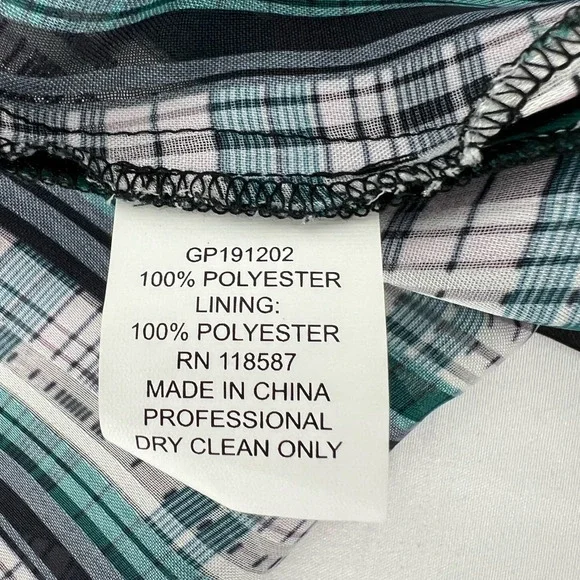 GP191202
100% POLYESTER
LINING:
100% POLYESTER
RN 118587
MADE IN CHINA
PROFESSIONAL
DRY CLEAN ONLY